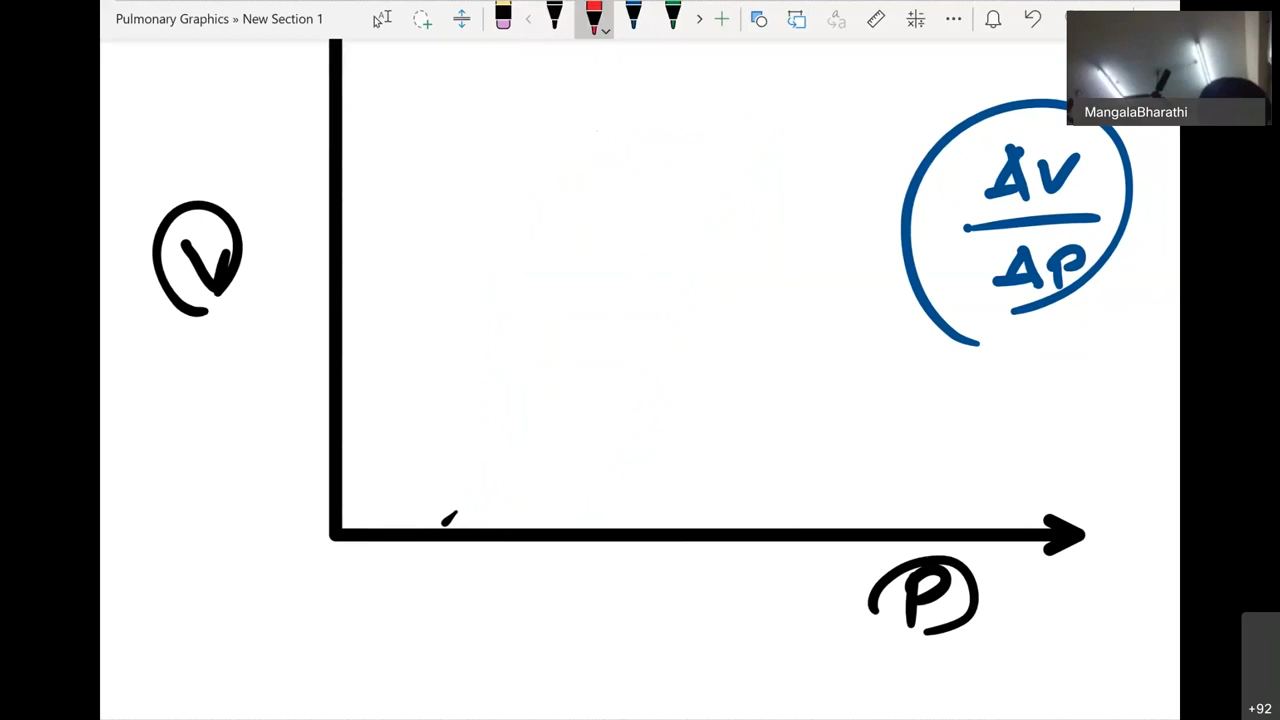 Pulmonary Graphics » New Section 1
MangalaBharathi
ΔV
ΔP
V
P
+92